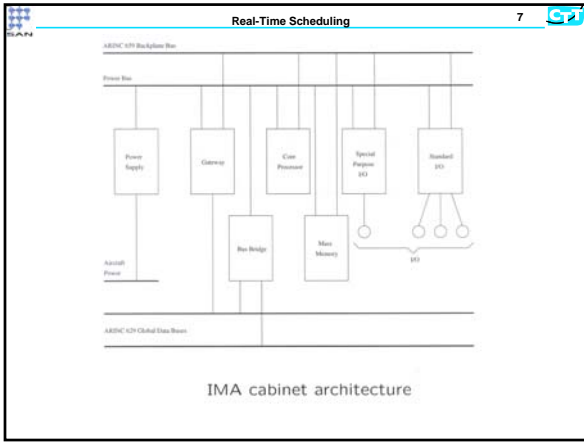 Real-Time Scheduling
7
CTIT
SAN
ARINC 659 Backplane Bus
Power Bus
Power
Supply
Gateway
Core
Processor
Special
Purpose
I/O
Standard
I/O
Bus Bridge
Mass
Memory
I/O
Aircraft
Power
ARINC 629 Global Data Buses
IMA cabinet architecture